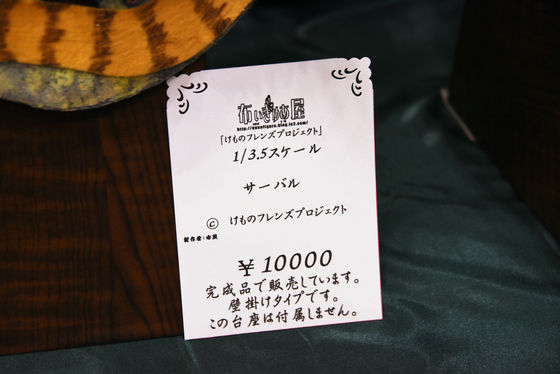 「けものフレンズプロジェクト」
1/3.5スケール
サーバル
© けものフレンズプロジェクト
¥10000
完成品で販売しています。
壁掛けタイプです。
この台座は付属しません。